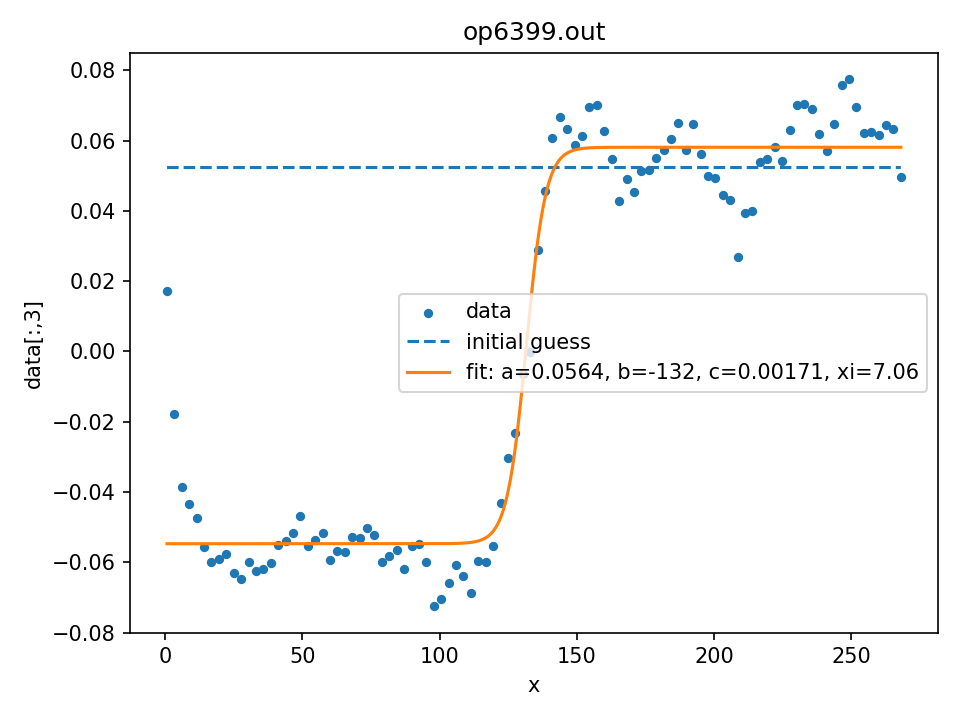 op6399.out
0.08
0.06
0.04
0.02
0.00
−0.02
−0.04
−0.06
−0.08
data[:,3]
data
initial guess
fit: a=0.0564, b=-132, c=0.00171, xi=7.06
0 50 100 150 200 250
x